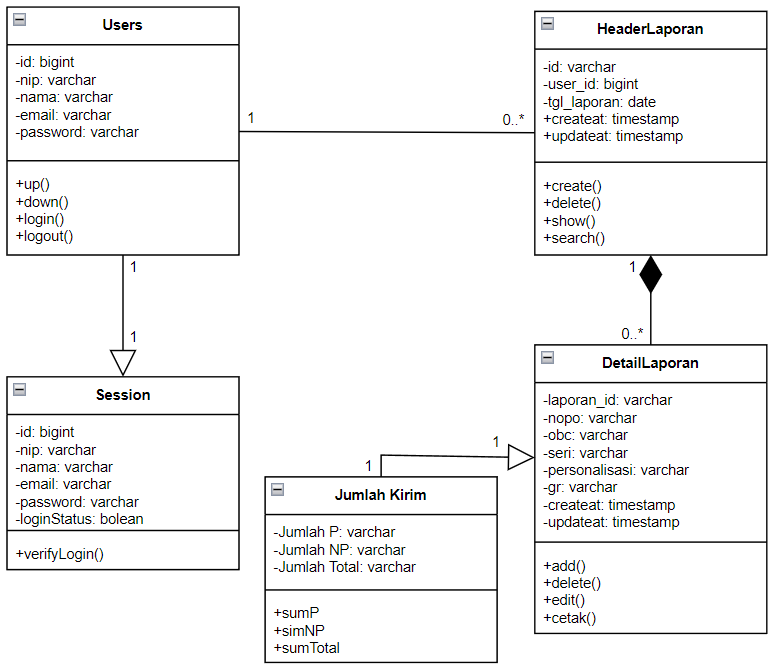 Users
-id: bigint
-nip: varchar
-nama: varchar
-email: varchar
-password: varchar
+up()
+down()
+login()
+logout()
1
0..*
HeaderLaporan
-id: varchar
-user_id: bigint
-tgl_laporan: date
+createat: timestamp
+updateat: timestamp
+create()
+delete()
+show()
+search()
1
1
1
0..*
Session
-id: bigint
-nip: varchar
-nama: varchar
-email: varchar
-password: varchar
-loginStatus: bolean
+verifyLogin()
DetailLaporan
-laporan_id: varchar
-nopo: varchar
-obc: varchar
-seri: varchar
-personalisasi: varchar
-gr: varchar
-createat: timestamp
-updateat: timestamp
+add()
+delete()
+edit()
+cetak()
1
1
Jumlah Kirim
-Jumlah P: varchar
-Jumlah NP: varchar
-Jumlah Total: varchar
+sumP
+simNP
+sumTotal